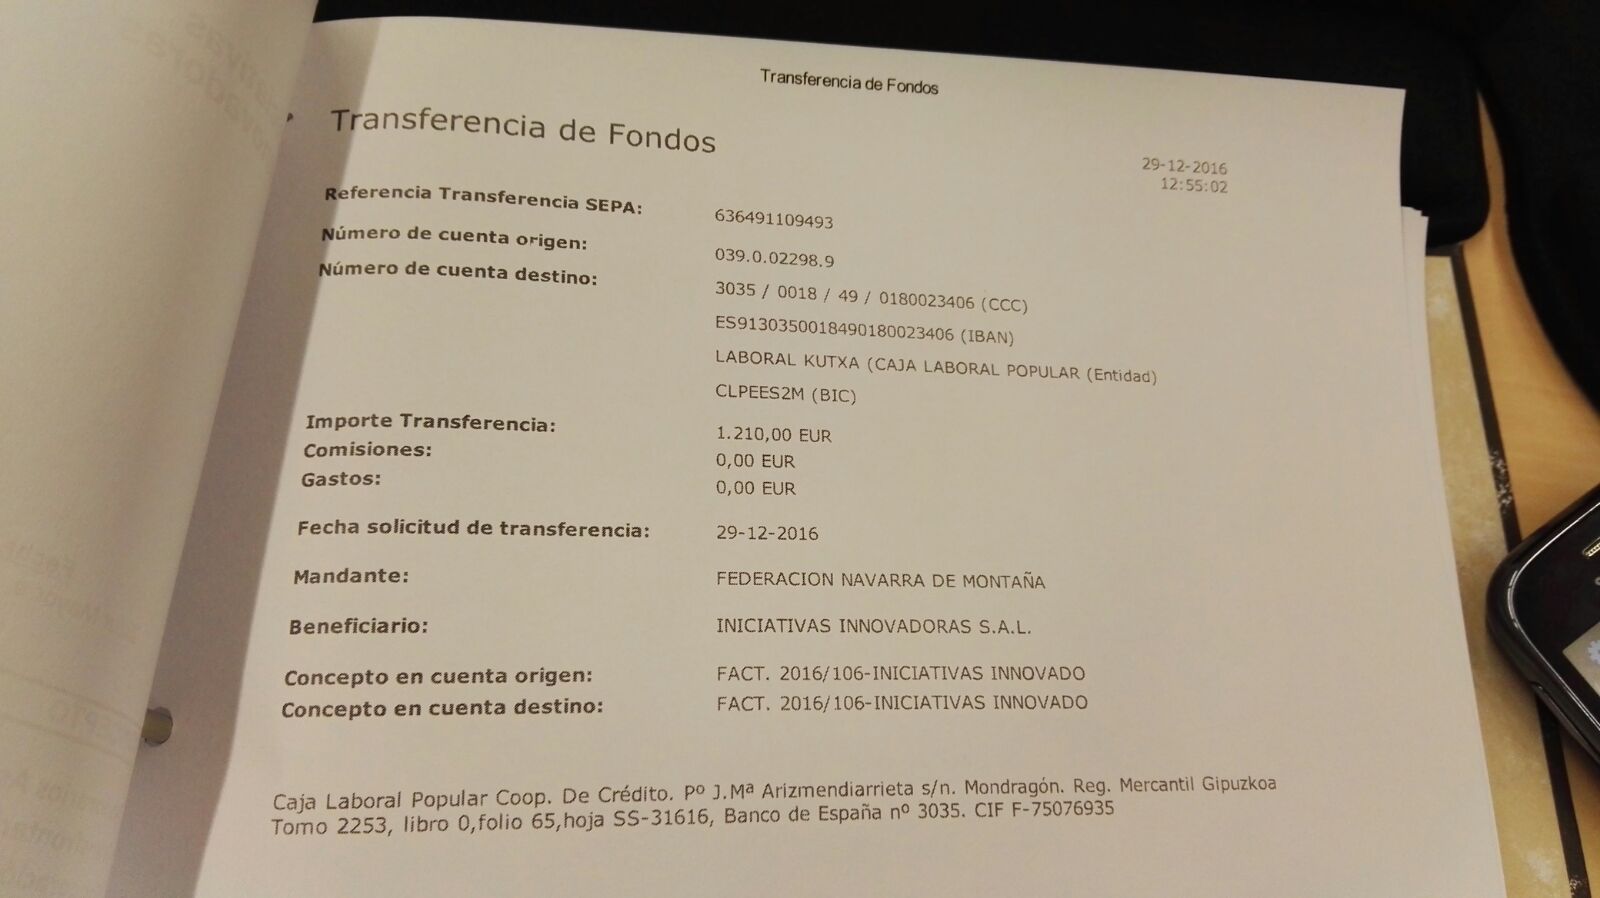 Transferencia de Fondos
Transferencia de Fondos
29-12-2016
12:55:02
Referencia Transferencia SEPA: 636491109493
Número de cuenta origen: 039.0.02298.9
Número de cuenta destino: 3035 / 0018 / 49 / 0180023406 (CCC)
ES9130350018490180023406 (IBAN)
LABORAL KUTXA (CAJA LABORAL POPULAR (Entidad)
CLPEES2M (BIC)
Importe Transferencia: 1.210,00 EUR
Comisiones: 0,00 EUR
Gastos: 0,00 EUR
Fecha solicitud de transferencia: 29-12-2016
Mandante: FEDERACION NAVARRA DE MONTAÑA
Beneficiario: INICIATIVAS INNOVADORAS S.A.L.
Concepto en cuenta origen: FACT. 2016/106-INICIATIVAS INNOVADO
Concepto en cuenta destino: FACT. 2016/106-INICIATIVAS INNOVADO
Caja Laboral Popular Coop. De Crédito. Pº J.Mª Arizmendiarrieta s/n. Mondragón. Reg. Mercantil Gipuzkoa
Tomo 2253, libro 0,folio 65,hoja SS-31616, Banco de España nº 3035. CIF F-75076935